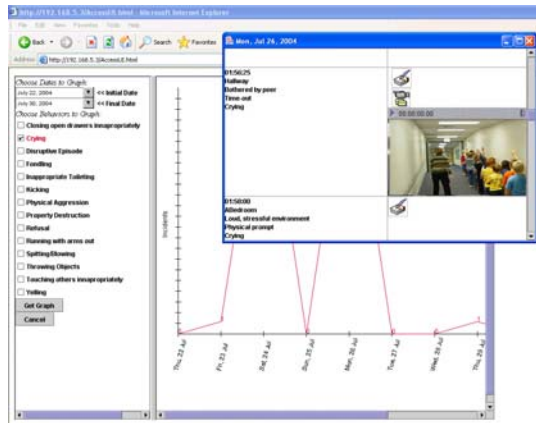 http://192.168.5.3/AccessLE.html - Microsoft Internet Explorer
File Edit View Favorites Tools Help
Back
Search
Favorites
Address
http://192.168.5.3/AccessLE.html
Choose Dates to Graph:
July 22, 2004 << Initial Date
July 30, 2004 << Final Date
Choose Behaviors to Graph:
Closing open drawers innapropriately
Crying
Disruptive Episode
Fondling
Inappropriate Toileting
Kicking
Physical Aggression
Property Destruction
Refusal
Running with arms out
Spitting/Blowing
Throwing Objects
Touching others innapropriately
Yelling
Get Graph
Cancel
Mon, Jul 26, 2004
01:56:25
Hallway
Bothered by peer
Time out
Crying
00:00:00.00
01:58:00
ABedroom
Loud, stressful environment
Physical prompt
Crying
Incidents
Thu, 22 Jul
Fri, 23 Jul
Sat, 24 Jul
Sun, 25 Jul
Mon, 26 Jul
Tue, 27 Jul
Wed, 28 Jul
Thu, 29 Jul